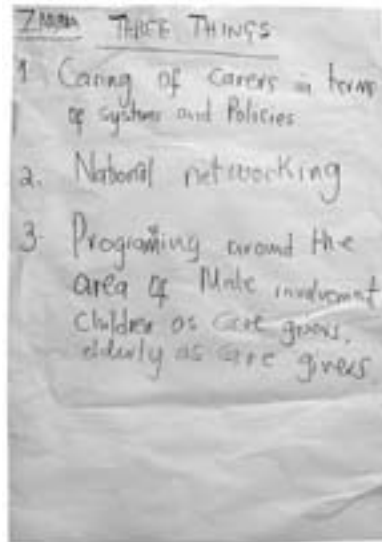 THREE THINGS
1 Caring of Carers in terms
of systems and Policies
2. National networking
3. Programing around the
area of Male involvement
Children as care givers,
elderly as care givers